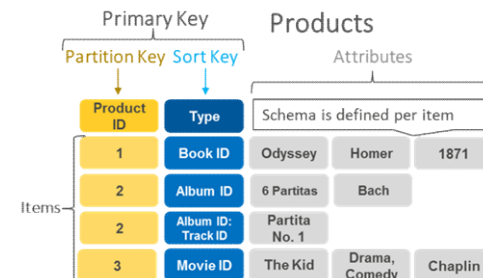 Primary Key
Products
Partition Key Sort Key
Attributes
Product
ID
Type
Schema is defined per item
1
Book ID
Odyssey
Homer
1871
2
Album ID
6 Partitas
Bach
Items
2
Album ID:
Track ID
Partita
No. 1
3
Movie ID
The Kid
Drama,
Comedy
Chaplin